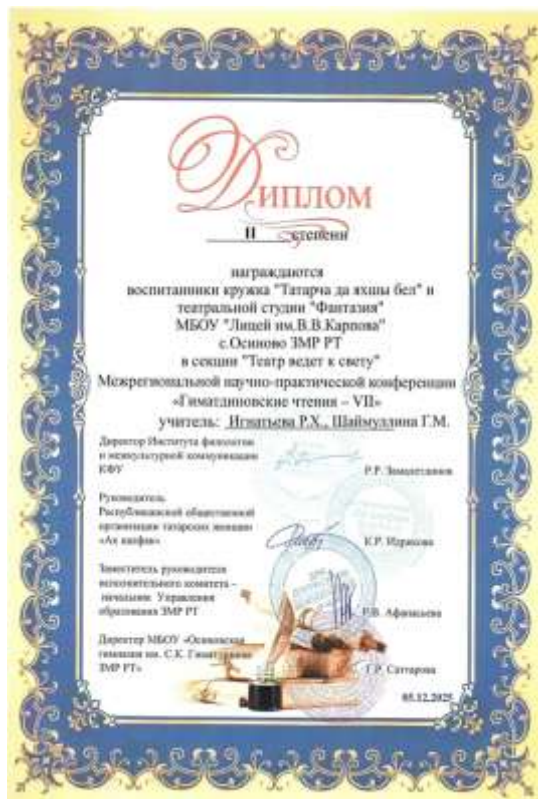 Диплом
II степени
награждаются
воспитанники кружка "Татарча да яхшы бел" и
театральной студии "Фантазия"
МБОУ "Лицей им.В.В.Карпова"
с.Осиново ЗМР РТ
в секции "Театр ведет к свету"
Межрегиональной научно-практической конференции
«Гиматдиновские чтения – VII»
учитель: Игнатьева Р.Х., Шаймуллина Г.М.
Директор Института филологии
и межкультурной коммуникации
КФУ
Р.Р. Замалетдинов
Руководитель
Республиканской общественной
организации татарских женщин
«Ак калфак»
К.Р. Идрисова
Заместитель руководителя
исполнительного комитета –
начальник Управления
образования ЗМР РТ
Р.В. Афанасьева
Директор МБОУ «Осиновская
гимназия им. С.К. Гиматдинова
ЗМР РТ»
Г.Р. Саттарова
05.12.2025